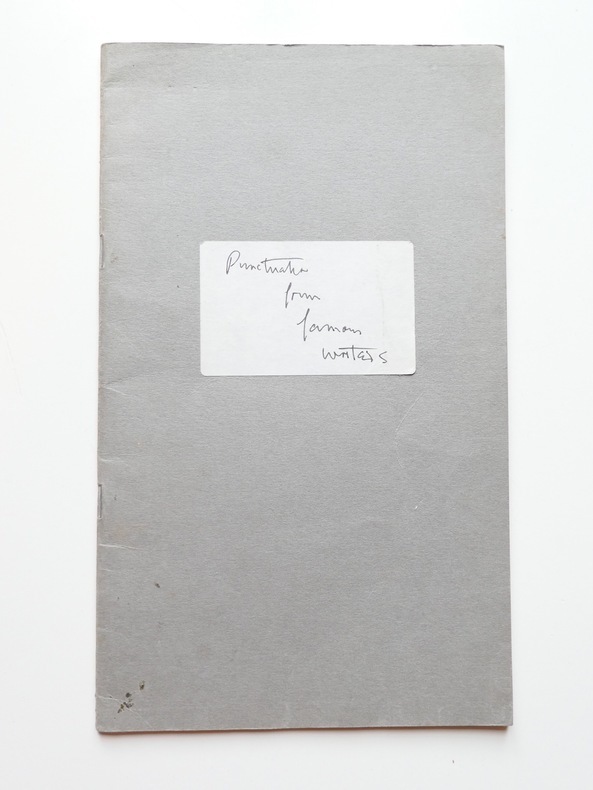 Punctuation
from
famous
writers